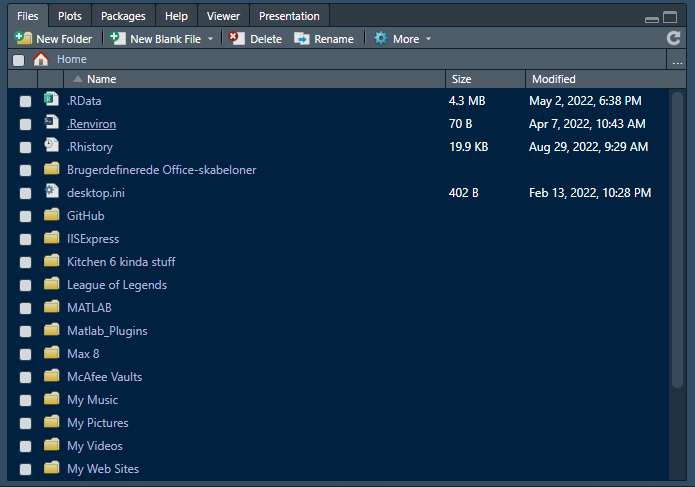 Files Plots Packages Help Viewer Presentation
New Folder New Blank File Delete Rename More
Home ...
Name Size Modified
.RData 4.3 MB May 2, 2022, 6:38 PM
.Renviron 70 B Apr 7, 2022, 10:43 AM
.Rhistory 19.9 KB Aug 29, 2022, 9:29 AM
Brugerdefinerede Office-skabeloner
desktop.ini 402 B Feb 13, 2022, 10:28 PM
GitHub
IISExpress
Kitchen 6 kinda stuff
League of Legends
MATLAB
Matlab_Plugins
Max 8
McAfee Vaults
My Music
My Pictures
My Videos
My Web Sites